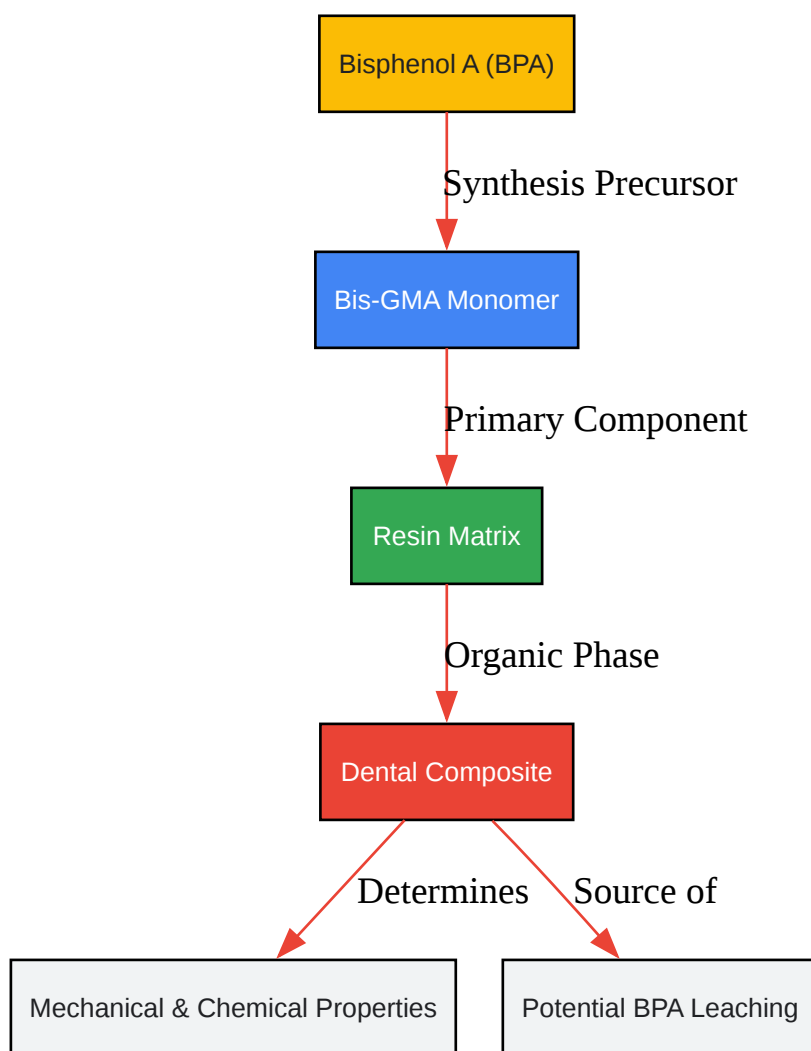 Bisphenol A (BPA)
Synthesis Precursor
Bis-GMA Monomer
Primary Component
Resin Matrix
Organic Phase
Dental Composite
Determines
Source of
Mechanical & Chemical Properties
Potential BPA Leaching